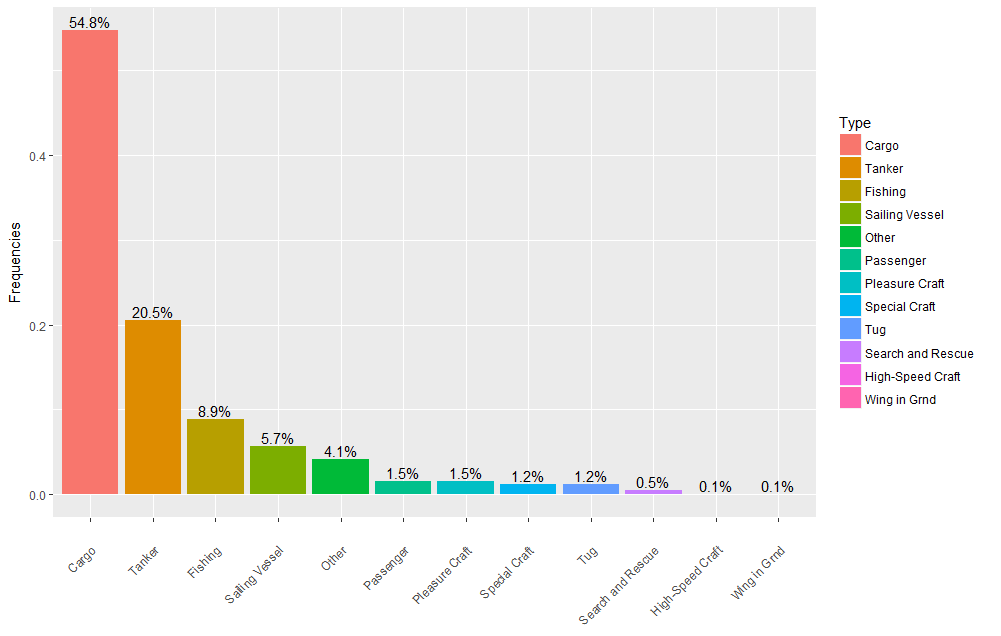 54.8%
20.5%
8.9%
5.7%
4.1%
1.5%
1.5%
1.2%
1.2%
0.5%
0.1%
0.1%
0.4
0.2
0.0
Frequencies
Cargo
Tanker
Fishing
Sailing Vessel
Other
Passenger
Pleasure Craft
Special Craft
Tug
Search and Rescue
High-Speed Craft
Wing in Grnd
Type
Cargo
Tanker
Fishing
Sailing Vessel
Other
Passenger
Pleasure Craft
Special Craft
Tug
Search and Rescue
High-Speed Craft
Wing in Grnd